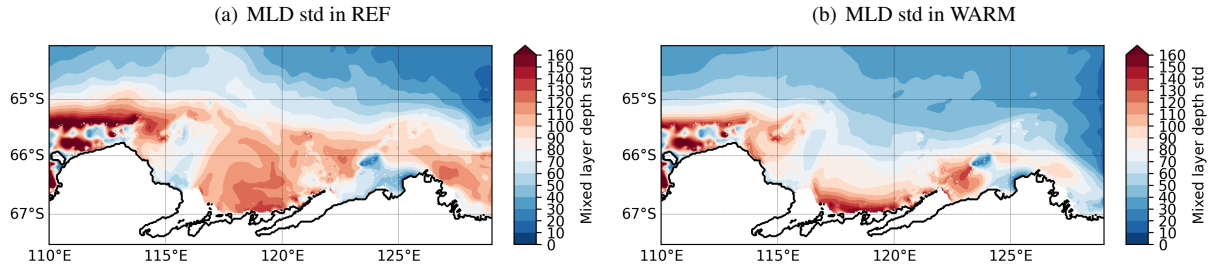 (a) MLD std in REF
65°S
66°S
67°S
110°E
115°E
120°E
125°E
160
150
140
130
120
110
100
90
80
70
60
50
40
30
20
10
0
Mixed layer depth std
(b) MLD std in WARM
65°S
66°S
67°S
110°E
115°E
120°E
125°E
160
150
140
130
120
110
100
90
80
70
60
50
40
30
20
10
0
Mixed layer depth std